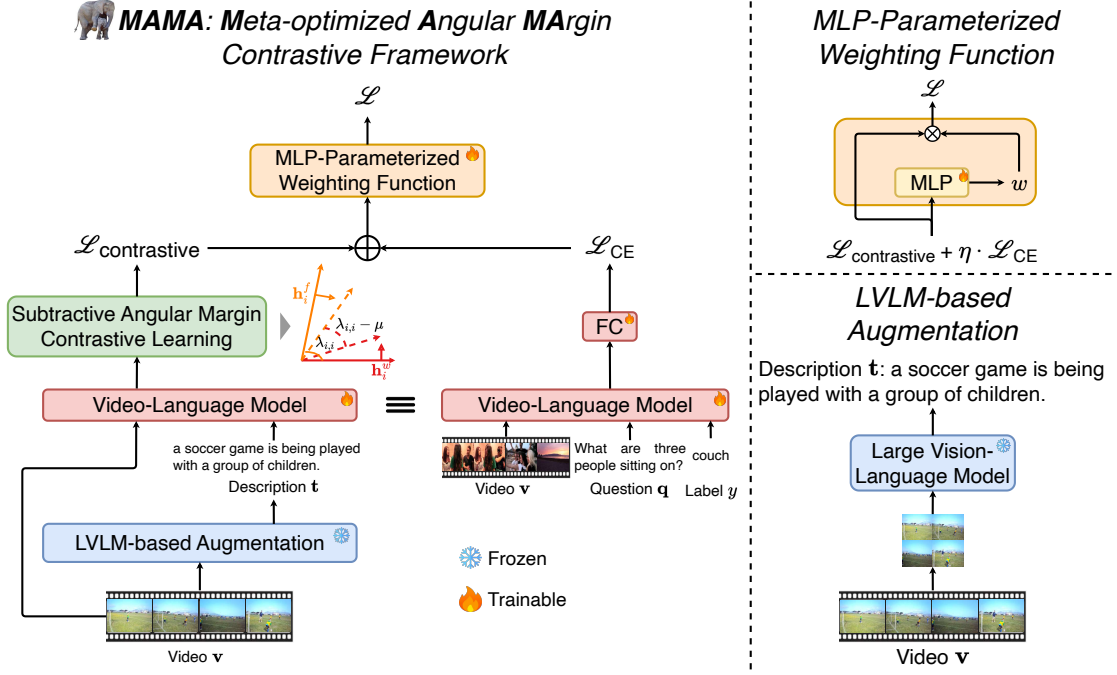 MAMA: Meta-optimized Angular MArgin
Contrastive Framework
ℒ
MLP-Parameterized
Weighting Function
ℒcontrastive
ℒCE
Subtractive Angular Margin
Contrastive Learning
h_i^f
λ_{i,i} − μ
λ_{i,i}
h_i^w
FC
Video-Language Model
Video-Language Model
a soccer game is being played
with a group of children.
Description t
What are three
people sitting on?
couch
Video v
Question q
Label y
LVLM-based Augmentation
Frozen
Trainable
Video v
MLP-Parameterized
Weighting Function
ℒ
MLP
w
ℒcontrastive + η · ℒCE
LVLM-based
Augmentation
Description t: a soccer game is being
played with a group of children.
Large Vision-
Language Model
Video v